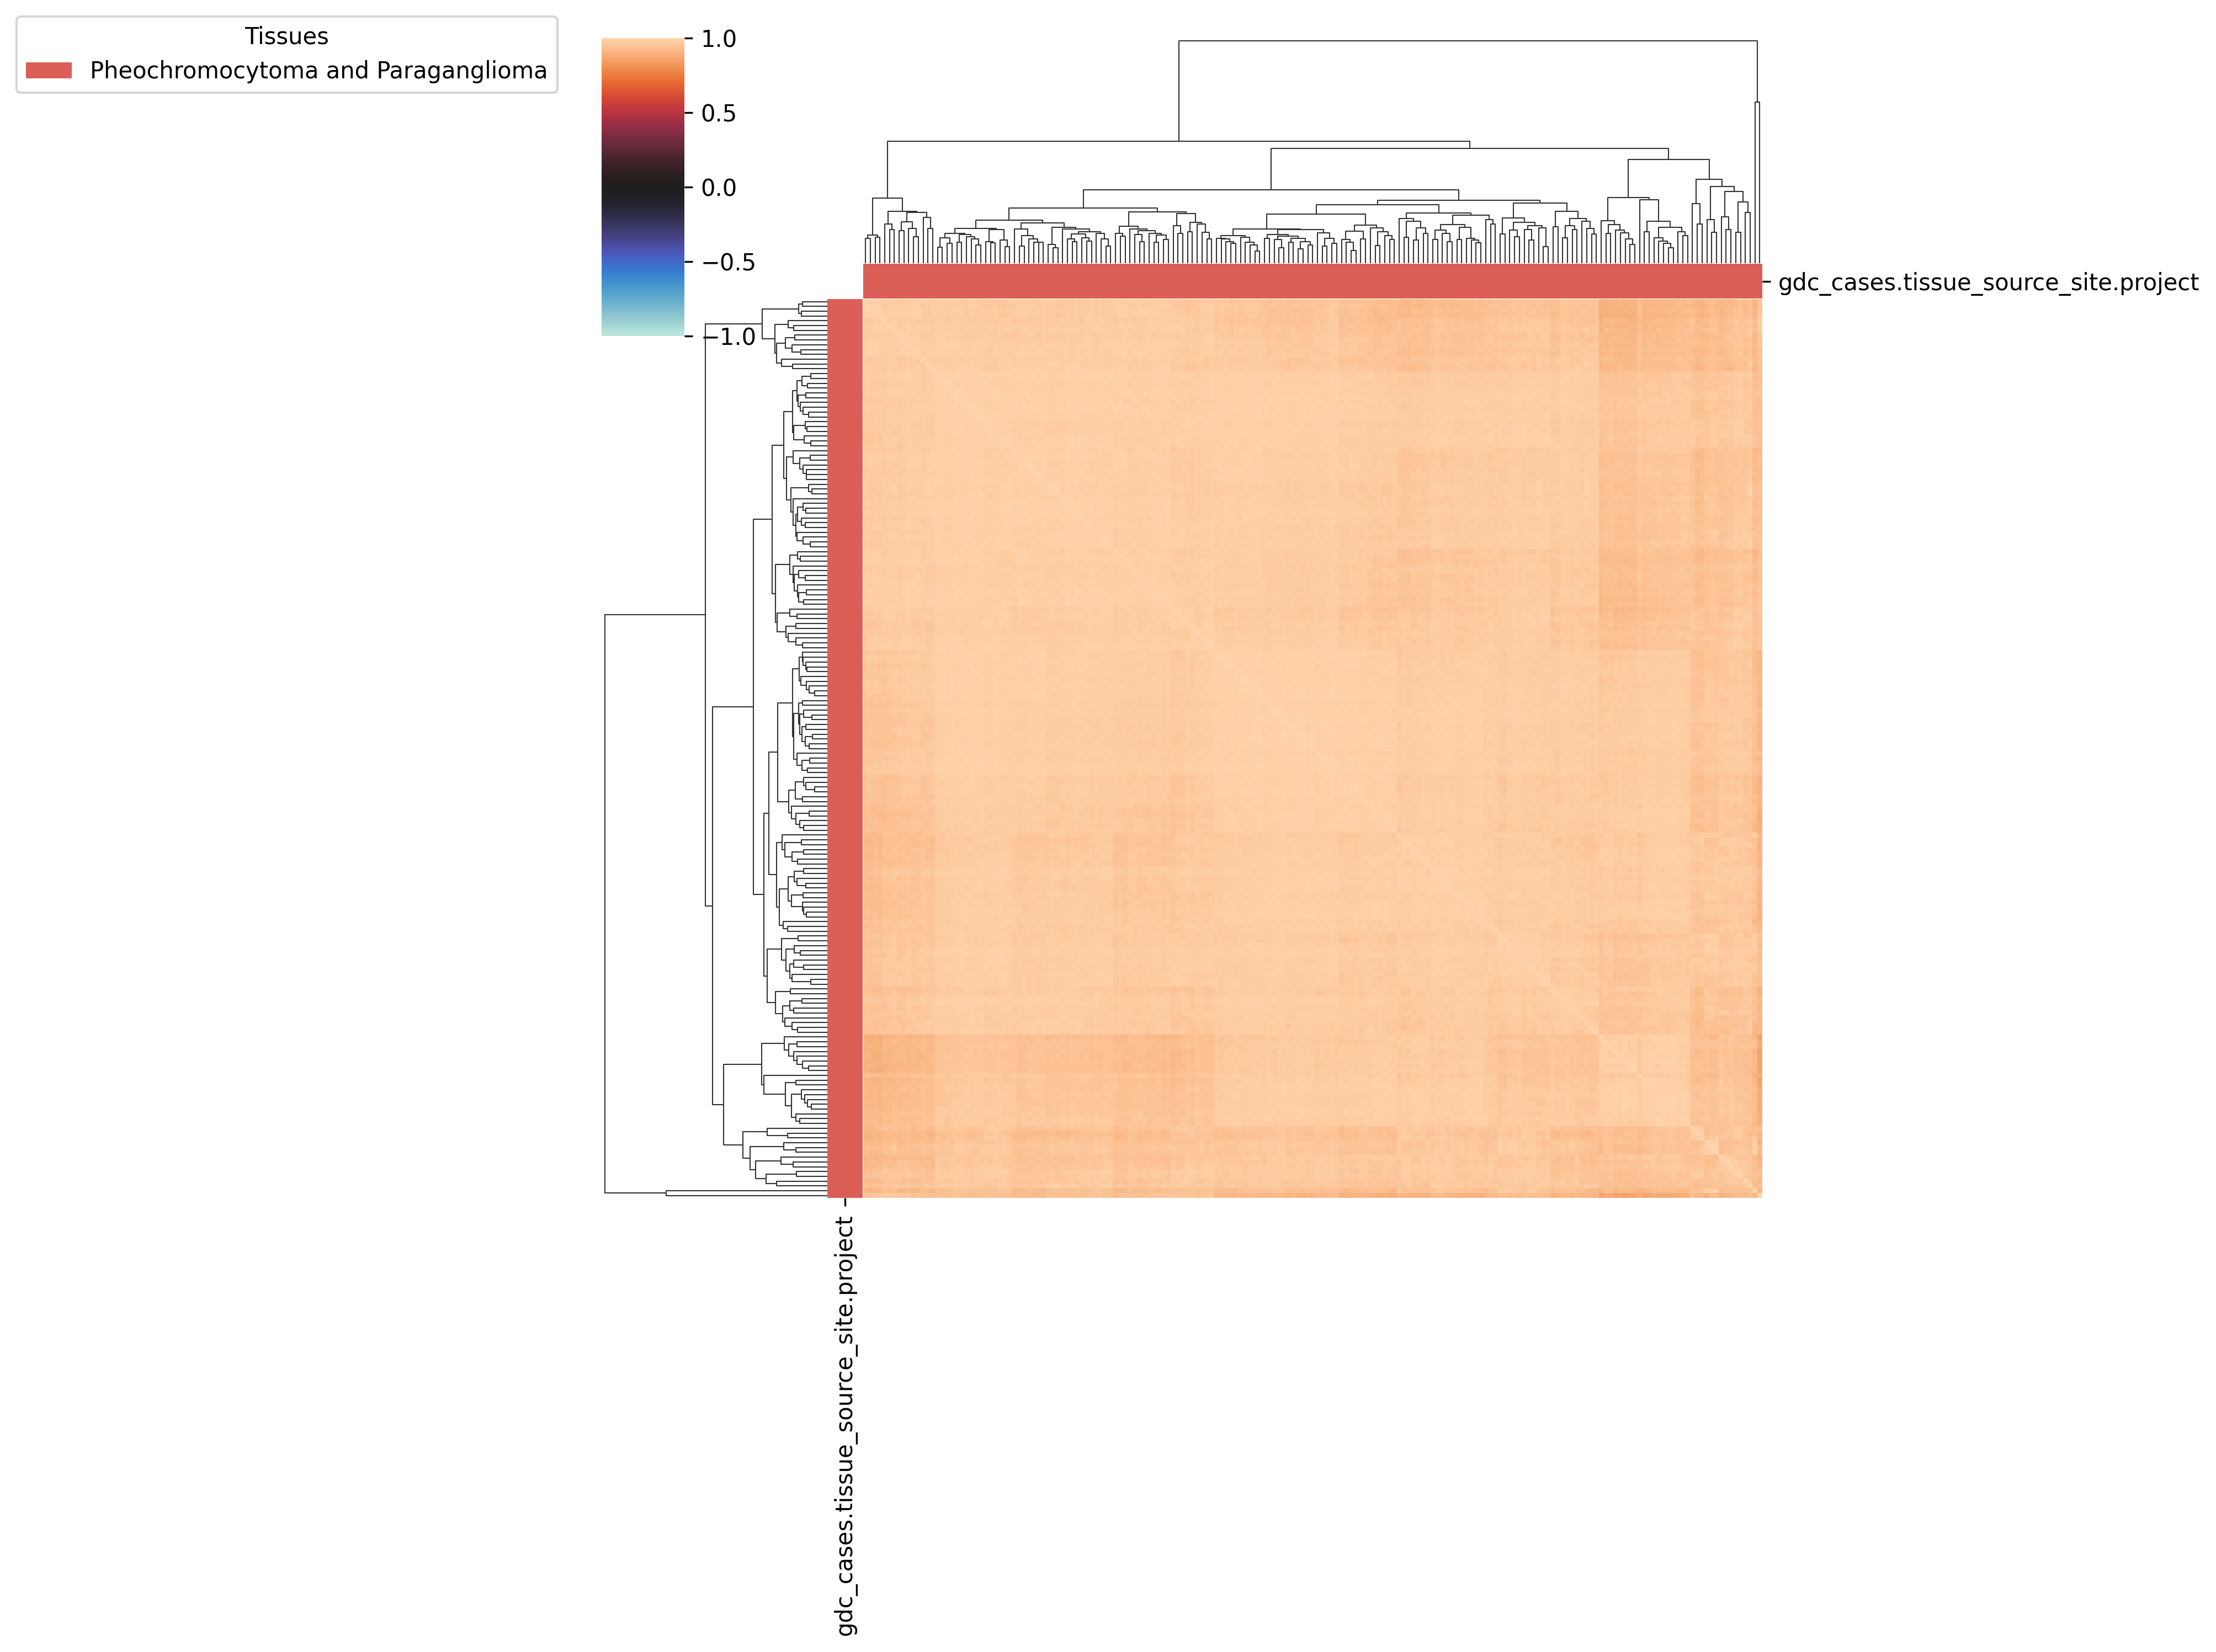 Tissues
Pheochromocytoma and Paraganglioma
1.0
0.5
0.0
−0.5
−1.0
gdc_cases.tissue_source_site.project
gdc_cases.tissue_source_site.project